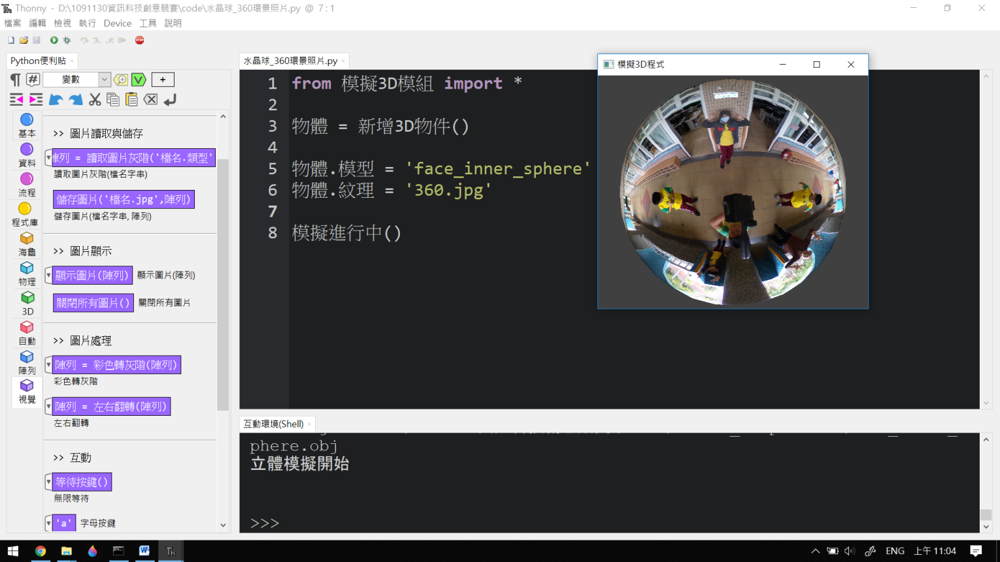 Thonny - D:\1091130資訊科技創意競賽\code\水晶球_360環景照片.py @ 7 : 1
檔案 編輯 檢視 執行 Device 工具 說明
STOP
Python便利貼
水晶球_360環景照片.py
變數
+
基本
資料
流程
程式庫
海龜
物理
3D
自動
陣列
視覺
>> 圖片讀取與儲存
陣列 = 讀取圖片灰階('檔名.類型'
讀取圖片灰階(檔名字串)
儲存圖片('檔名.jpg',陣列)
儲存圖片(檔名字串, 陣列)
>> 圖片顯示
顯示圖片(陣列) 顯示圖片(陣列)
關閉所有圖片() 關閉所有圖片
>> 圖片處理
陣列 = 彩色轉灰階(陣列)
彩色轉灰階
陣列 = 左右翻轉(陣列)
左右翻轉
>> 互動
等待按鍵()
無限等待
'a' 字母按鍵
1 from 模擬3D模組 import *
2
3 物體 = 新增3D物件()
4
5 物體.模型 = 'face_inner_sphere'
6 物體.紋理 = '360.jpg'
7
8 模擬進行中()
模擬3D程式
互動環境(Shell)
phere.obj
立體模擬開始
>>>
ENG 上午 11:04